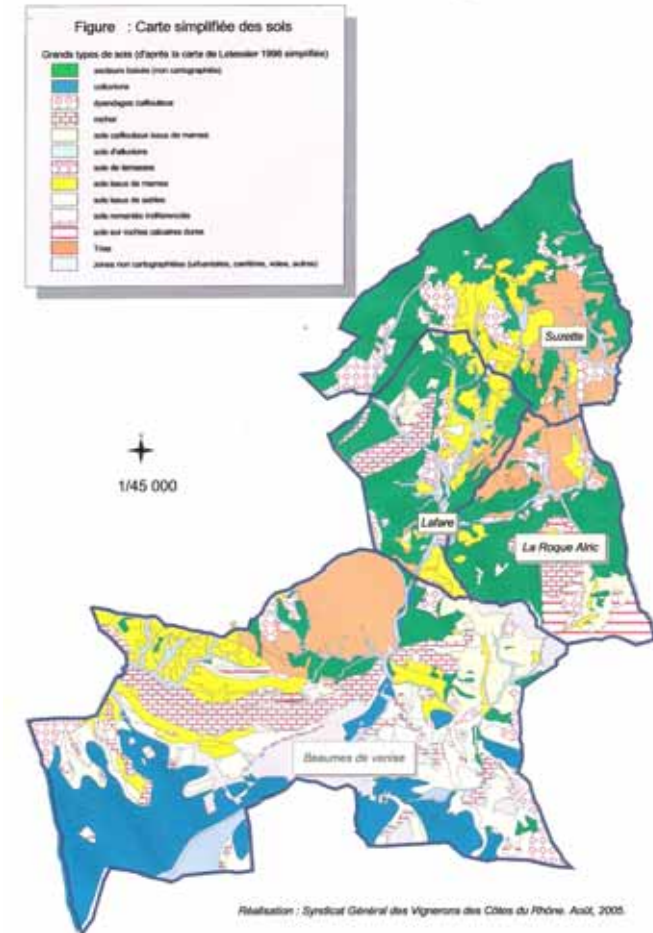 Figure : Carte simplifiée des sols
Grands types de sols (d'après la carte de Letessier 1998 simplifiée)
secteurs boisés (non cartographiés)
colluvions
épandages caillouteux
rocher
sols caillouteux issus de marnes
sols d'alluvions
sols de terrasses
sols issus de marnes
sols issus de sables
sols remaniés indifférenciés
sols sur roches calcaires dures
Trias
zones non cartographiées (urbanisées, carrières, voies, autres)
Suzette
1/45 000
Lafare
La Roque Alric
Beaumes de venise
Réalisation : Syndicat Général des Vignerons des Côtes du Rhône. Août, 2005.